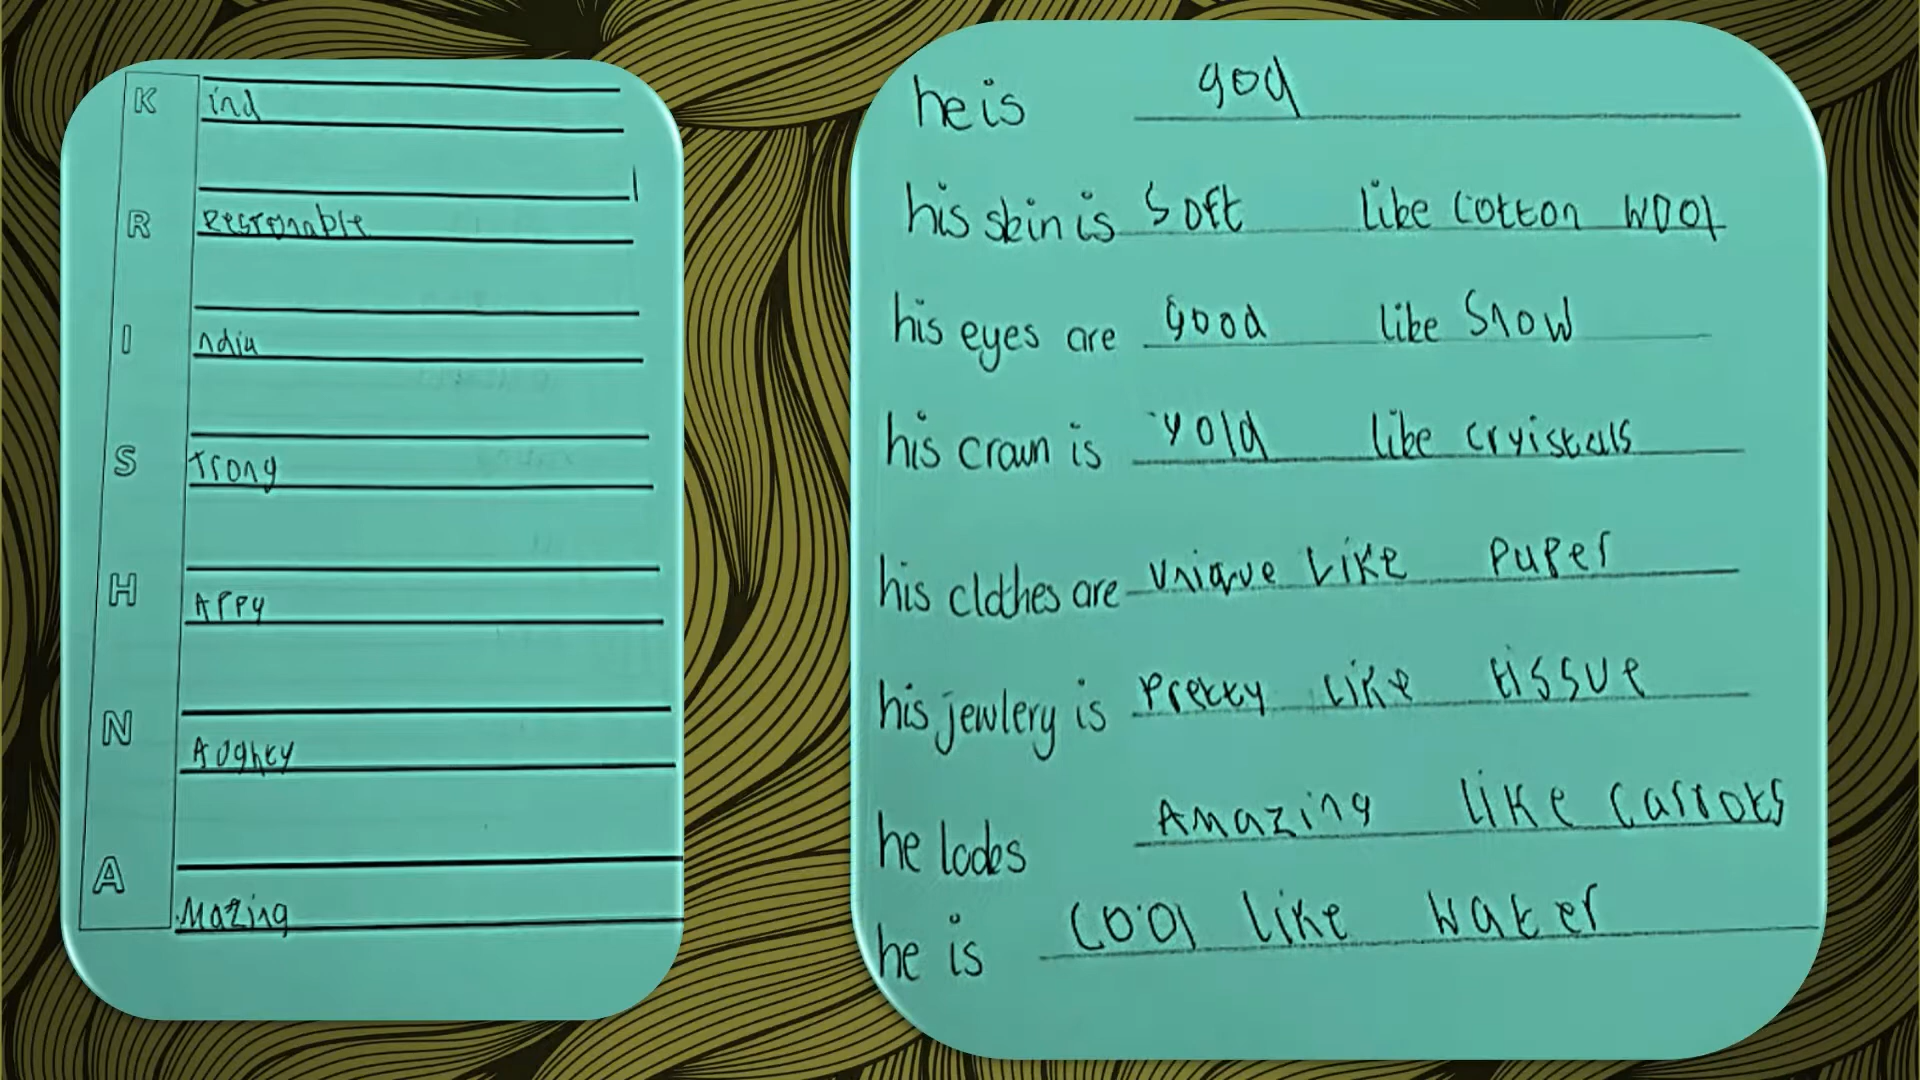 K ind
R resronable
I ndia
S Trong
H Appy
N Aughty
A Mazing
he is god
his skin is Soft like Cotton Wool
his eyes are good like Snow
his crown is gold like cryistals
his clothes are unique Like Paper
his jewlery is Pretty Like tissue
he looks Amazing like Carrots
he is Cool like Water